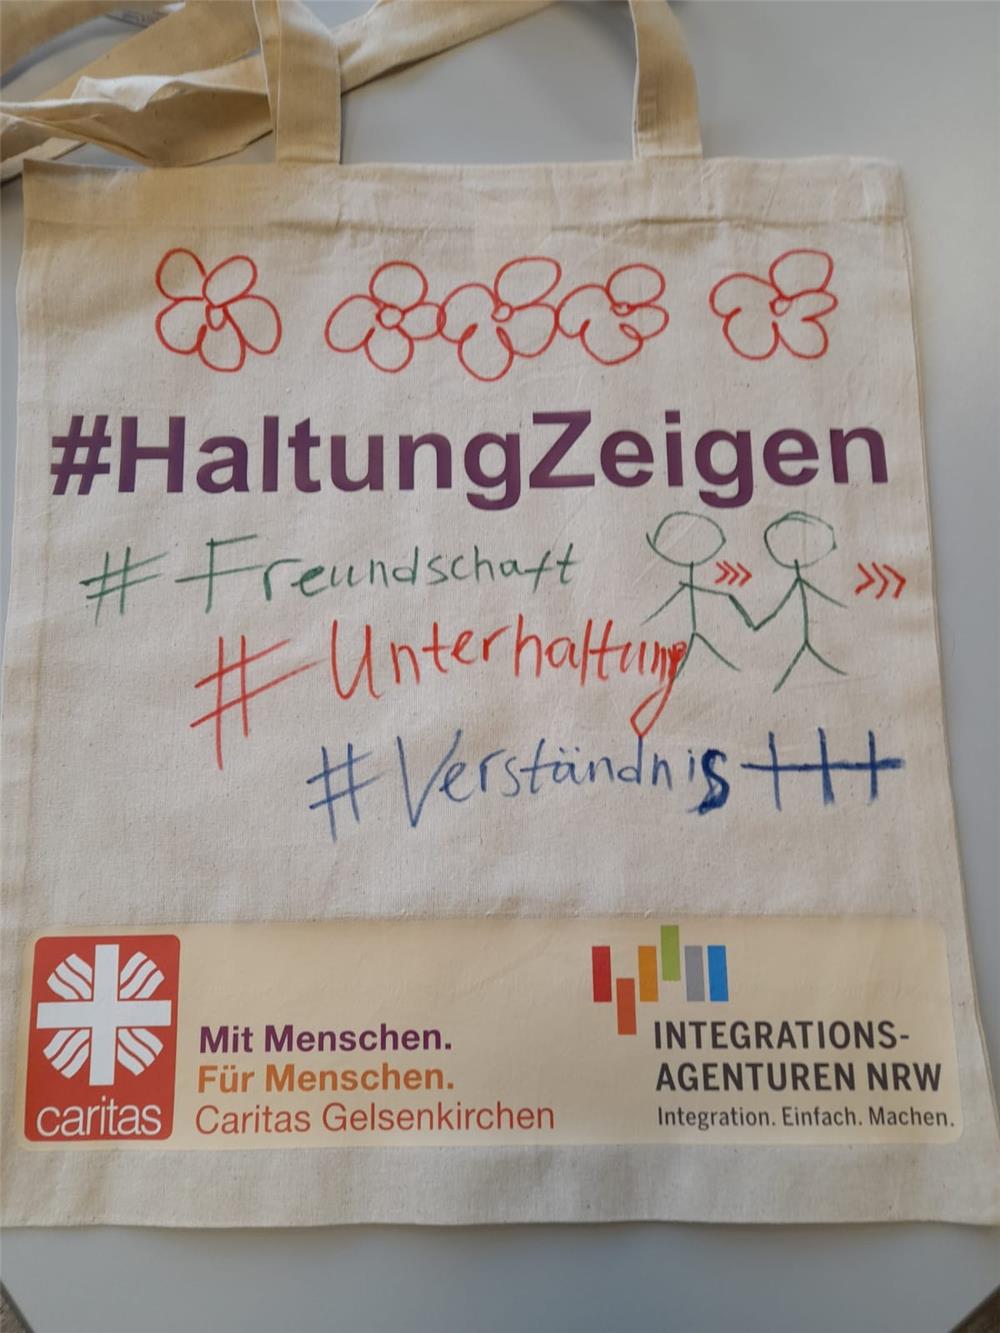 #HaltungZeigen
#Freundschaft >>> >>>
#Unterhaltung
#Verständnis+++
caritas
Mit Menschen.
Für Menschen.
Caritas Gelsenkirchen
INTEGRATIONS-
AGENTUREN NRW
Integration. Einfach. Machen.